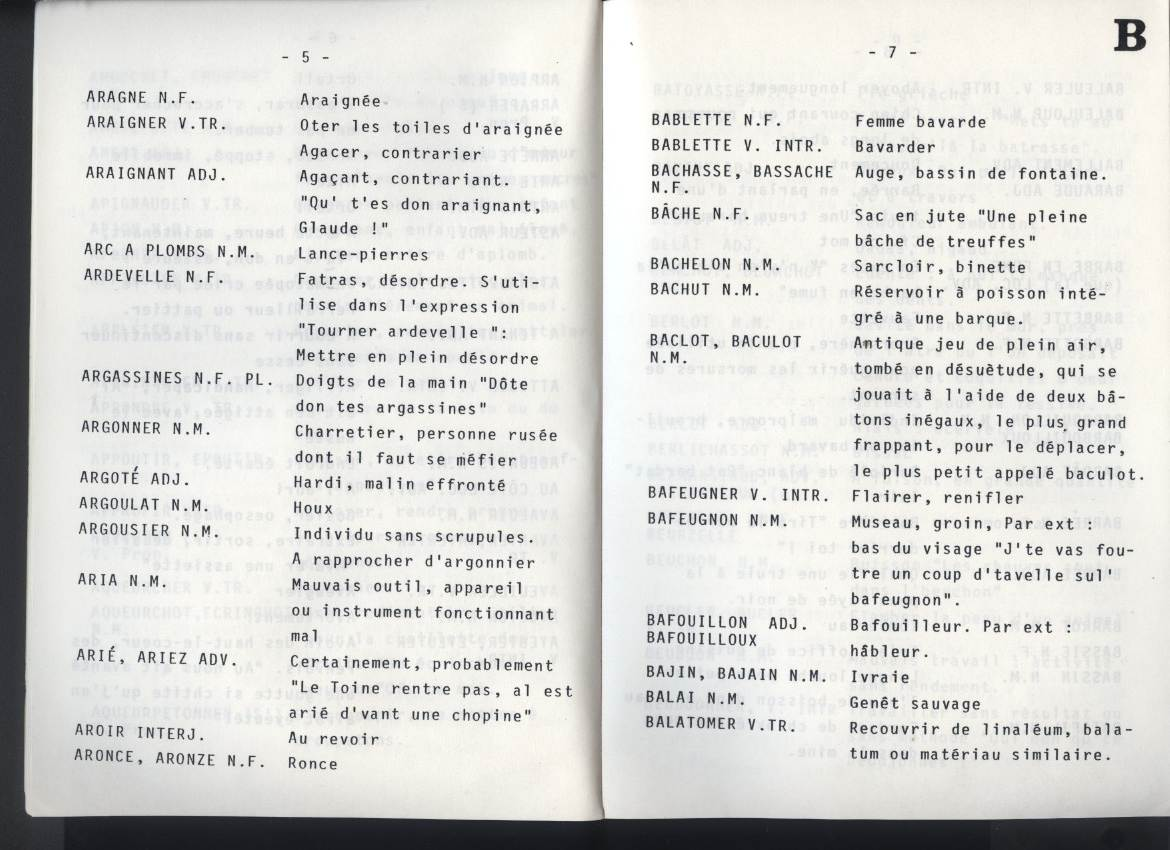 - 5 -
ARAGNE N.F. Araignée
ARAIGNER V.TR. Oter les toiles d'araignée
Agacer, contrarier
ARAIGNANT ADJ. Agaçant, contrariant.
"Qu' t'es don araignant,
Glaude !"
ARC A PLOMBS N.M. Lance-pierres
ARDEVELLE N.F. Fatras, désordre. S'uti-
lise dans l'expression
"Tourner ardevelle ":
Mettre en plein désordre
ARGASSINES N.F. PL. Doigts de la main "Dôte
don tes argassines"
ARGONNER N.M. Charretier, personne rusée
dont il faut se méfier
ARGOTÉ ADJ. Hardi, malin effronté
ARGOULAT N.M. Houx
ARGOUSIER N.M. Individu sans scrupules.
A rapprocher d'argonnier
ARIA N.M. Mauvais outil, appareil
ou instrument fonctionnant
mal
ARIÉ, ARIEZ ADV. Certainement, probablement
"Le Toine rentre pas, al est
arié d'vant une chopine"
AROIR INTERJ. Au revoir
ARONCE, ARONZE N.F. Ronce
B
- 7 -
BABLETTE N.F. Femme bavarde
BABLETTE V. INTR. Bavarder
BACHASSE, BASSACHE Auge, bassin de fontaine.
N.F.
BÂCHE N.F. Sac en jute "Une pleine
bâche de treuffes"
BACHELON N.M. Sarcloir, binette
BACHUT N.M. Réservoir à poisson inté-
gré à une barque.
BACLOT, BACULOT Antique jeu de plein air,
N.M.
tombé en désuètude, qui se
jouait à l'aide de deux bâ-
tons inégaux, le plus grand
frappant, pour le déplacer,
le plus petit appelé baculot.
BAFEUGNER V. INTR. Flairer, renifler
BAFEUGNON N.M. Museau, groin, Par ext :
bas du visage "J'te vas fou-
tre un coup d'tavelle sul'
bafeugnon".
BAFOUILLON ADJ. Bafouilleur. Par ext :
BAFOUILLOUX
hâbleur.
BAJIN, BAJAIN N.M. Ivraie
BALAI N.M. Genêt sauvage
BALATOMER V.TR. Recouvrir de linaléum, bala-
tum ou matériau similaire.